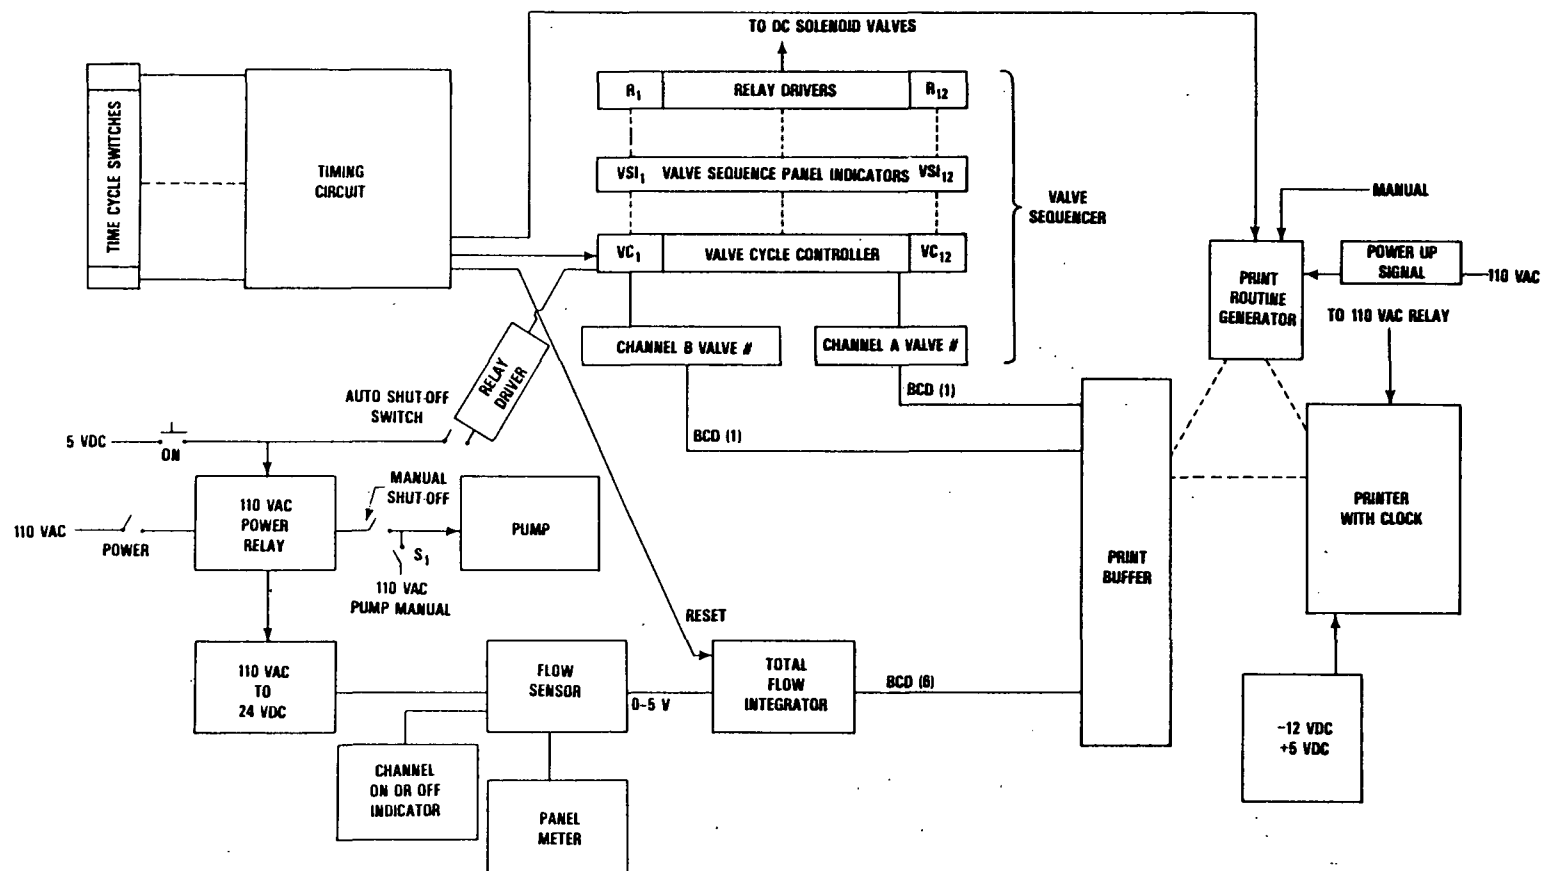 TO DC SOLENOID VALVES
TIME CYCLE SWITCHES
TIMING
CIRCUIT
R1 RELAY DRIVERS R12
VSI1 VALVE SEQUENCE PANEL INDICATORS VSI12
VC1 VALVE CYCLE CONTROLLER VC12
VALVE
SEQUENCER
MANUAL
PRINT
ROUTINE
GENERATOR
POWER UP
SIGNAL
110 VAC
TO 110 VAC RELAY
CHANNEL B VALVE #
CHANNEL A VALVE #
RELAY
DRIVER
BCD (1)
BCD (1)
AUTO SHUT-OFF
SWITCH
5 VDC
ON
MANUAL
SHUT-OFF
110 VAC
POWER
110 VAC
POWER
RELAY
S1
110 VAC
PUMP MANUAL
PUMP
PRINT
BUFFER
PRINTER
WITH CLOCK
RESET
110 VAC
TO
24 VDC
FLOW
SENSOR
0-5 V
TOTAL
FLOW
INTEGRATOR
BCD (6)
-12 VDC
+5 VDC
CHANNEL
ON OR OFF
INDICATOR
PANEL
METER